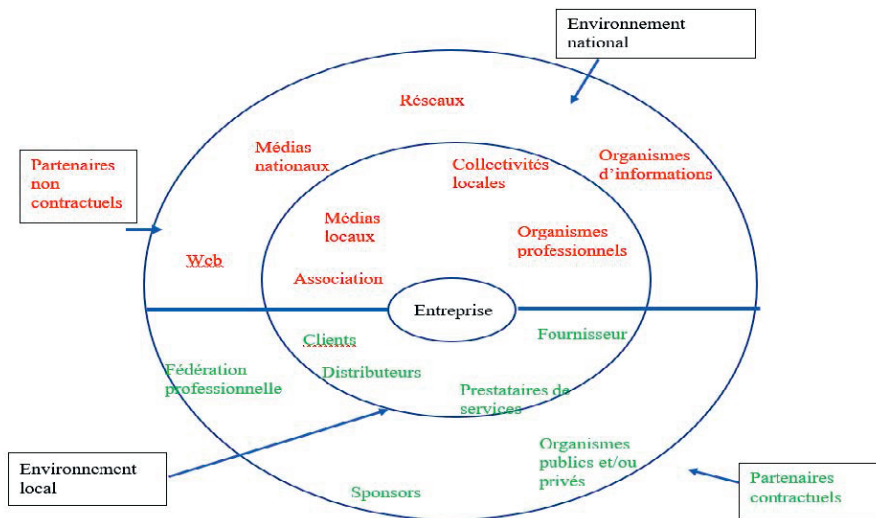 Environnement
national
Réseaux
Médias
nationaux
Collectivités
locales
Organismes
d'informations
Partenaires
non
contractuels
Médias
locaux
Organismes
professionnels
Web
Association
Entreprise
Clients
Fournisseur
Fédération
professionnelle
Distributeurs
Prestataires de
services
Organismes
publics et/ou
privés
Environnement
local
Sponsors
Partenaires
contractuels